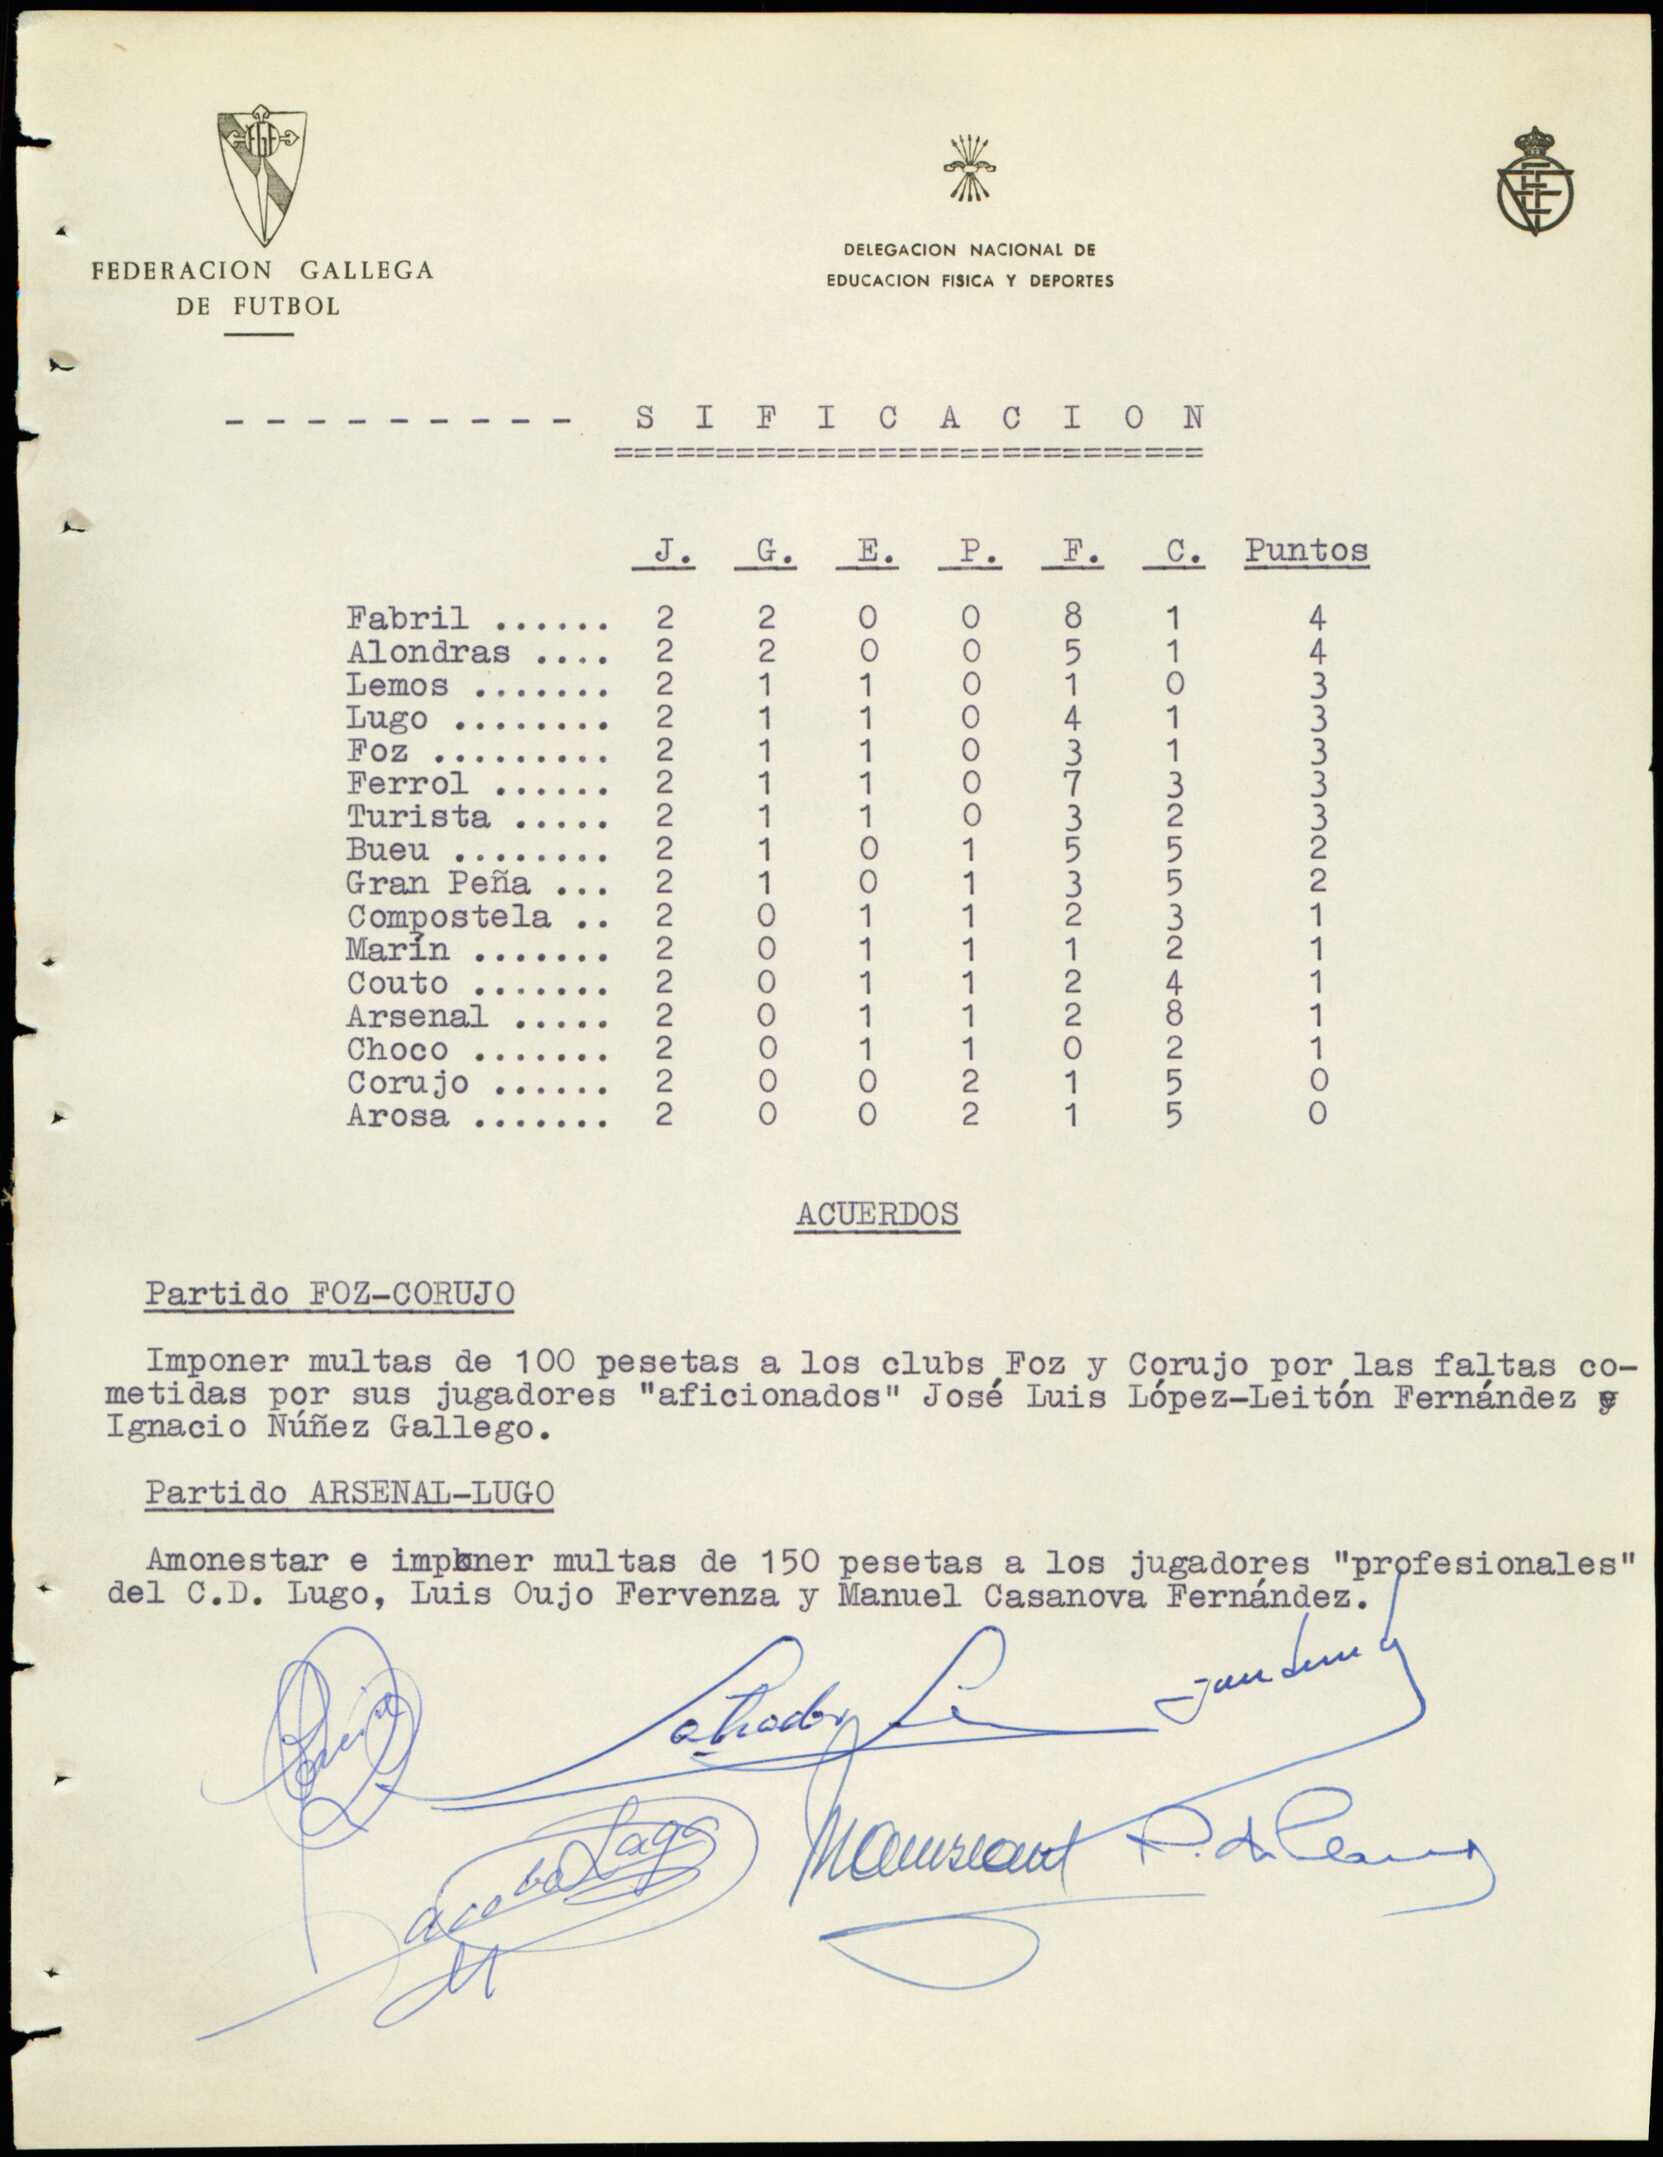 FEDERACION GALLEGA
DE FUTBOL
DELEGACION NACIONAL DE
EDUCACION FISICA Y DEPORTES
- - - - - - - - - S I F I C A C I O N
=============================
J. G. E. P. F. C. Puntos
Fabril ...... 2 2 0 0 8 1 4
Alondras .... 2 2 0 0 5 1 4
Lemos ....... 2 1 1 0 1 0 3
Lugo ........ 2 1 1 0 4 1 3
Foz ......... 2 1 1 0 3 1 3
Ferrol ...... 2 1 1 0 7 3 3
Turista ..... 2 1 1 0 3 2 3
Bueu ........ 2 1 0 1 5 5 2
Gran Peña ... 2 1 0 1 3 5 2
Compostela .. 2 0 1 1 2 3 1
Marín ....... 2 0 1 1 1 2 1
Couto ....... 2 0 1 1 2 4 1
Arsenal ..... 2 0 1 1 2 8 1
Choco ....... 2 0 1 1 0 2 1
Corujo ...... 2 0 0 2 1 5 0
Arosa ....... 2 0 0 2 1 5 0
ACUERDOS
Partido FOZ-CORUJO
Imponer multas de 100 pesetas a los clubs Foz y Corujo por las faltas co-
metidas por sus jugadores "aficionados" José Luis López-Leitón Fernández y
Ignacio Núñez Gallego.
Partido ARSENAL-LUGO
Amonestar e imponer multas de 150 pesetas a los jugadores "profesionales"
del C.D. Lugo, Luis Oujo Fervenza y Manuel Casanova Fernández.